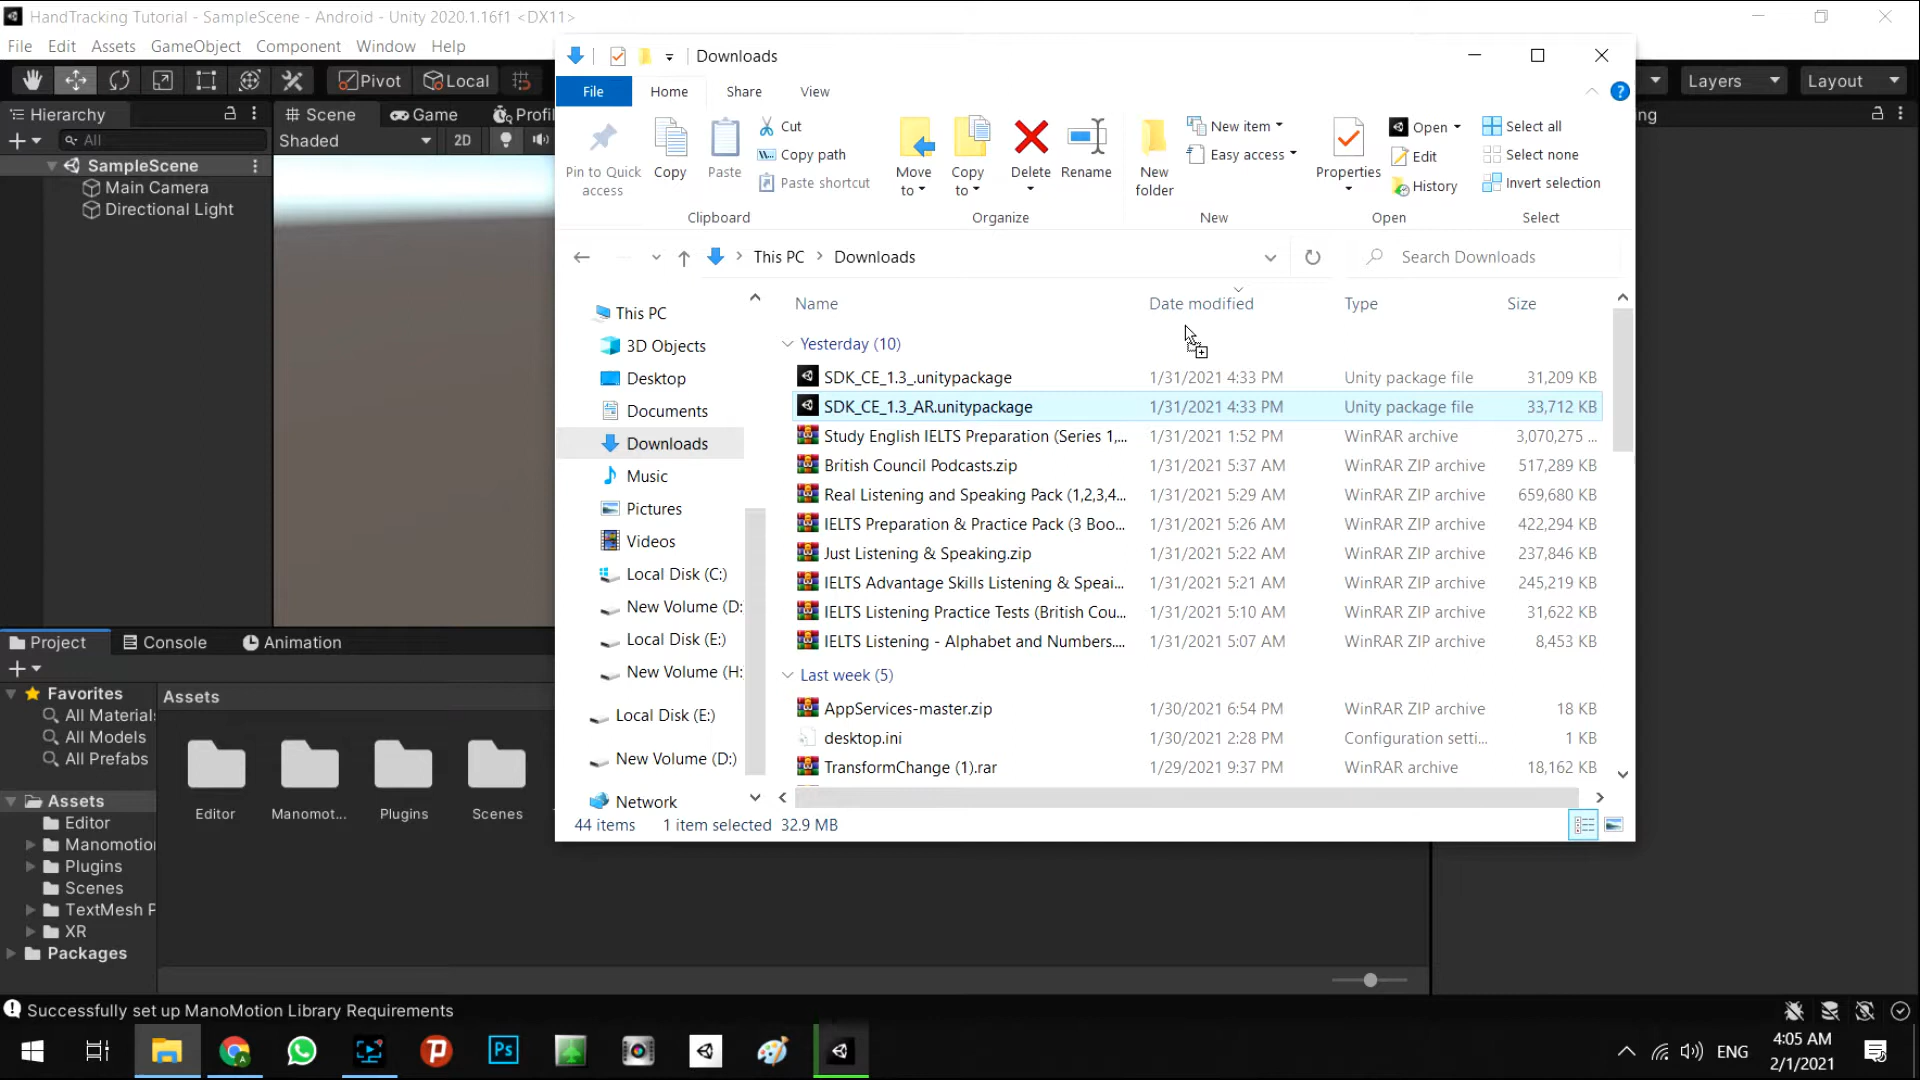 HandTracking Tutorial - SampleScene - Android - Unity 2020.1.16f1 <DX11>
File Edit Assets GameObject Component Window Help
Pivot Local Layers Layout
Hierarchy
All
SampleScene
Main Camera
Directional Light
Scene Game Profil
Shaded 2D
ng
Downloads
File Home Share View
Pin to Quick access
Copy
Paste
Cut
Copy path
Paste shortcut
Clipboard
Move to
Copy to
Delete
Rename
Organize
New folder
New item
Easy access
New
Properties
Open
Edit
History
Open
Select all
Select none
Invert selection
Select
This PC Downloads
Search Downloads
This PC
3D Objects
Desktop
Documents
Downloads
Music
Pictures
Videos
Local Disk (C:)
New Volume (D:
Local Disk (E:)
New Volume (H:
Local Disk (E:)
New Volume (D:)
Network
Name Date modified Type Size
Yesterday (10)
SDK_CE_1.3_.unitypackage 1/31/2021 4:33 PM Unity package file 31,209 KB
SDK_CE_1.3_AR.unitypackage 1/31/2021 4:33 PM Unity package file 33,712 KB
Study English IELTS Preparation (Series 1,... 1/31/2021 1:52 PM WinRAR archive 3,070,275 ...
British Council Podcasts.zip 1/31/2021 5:37 AM WinRAR ZIP archive 517,289 KB
Real Listening and Speaking Pack (1,2,3,4... 1/31/2021 5:29 AM WinRAR ZIP archive 659,680 KB
IELTS Preparation & Practice Pack (3 Boo... 1/31/2021 5:26 AM WinRAR ZIP archive 422,294 KB
Just Listening & Speaking.zip 1/31/2021 5:22 AM WinRAR ZIP archive 237,846 KB
IELTS Advantage Skills Listening & Speai... 1/31/2021 5:21 AM WinRAR ZIP archive 245,219 KB
IELTS Listening Practice Tests (British Cou... 1/31/2021 5:10 AM WinRAR ZIP archive 31,622 KB
IELTS Listening - Alphabet and Numbers.... 1/31/2021 5:07 AM WinRAR ZIP archive 8,453 KB
Last week (5)
AppServices-master.zip 1/30/2021 6:54 PM WinRAR ZIP archive 18 KB
desktop.ini 1/30/2021 2:28 PM Configuration setti... 1 KB
TransformChange (1).rar 1/29/2021 9:37 PM WinRAR archive 18,162 KB
44 items 1 item selected 32.9 MB
Project Console Animation
Favorites
All Materials
All Models
All Prefabs
Assets
Editor
Manomotion
Plugins
Scenes
TextMesh P
XR
Packages
Assets
Editor Manomot... Plugins Scenes
Successfully set up ManoMotion Library Requirements
Ps
ENG
4:05 AM
2/1/2021